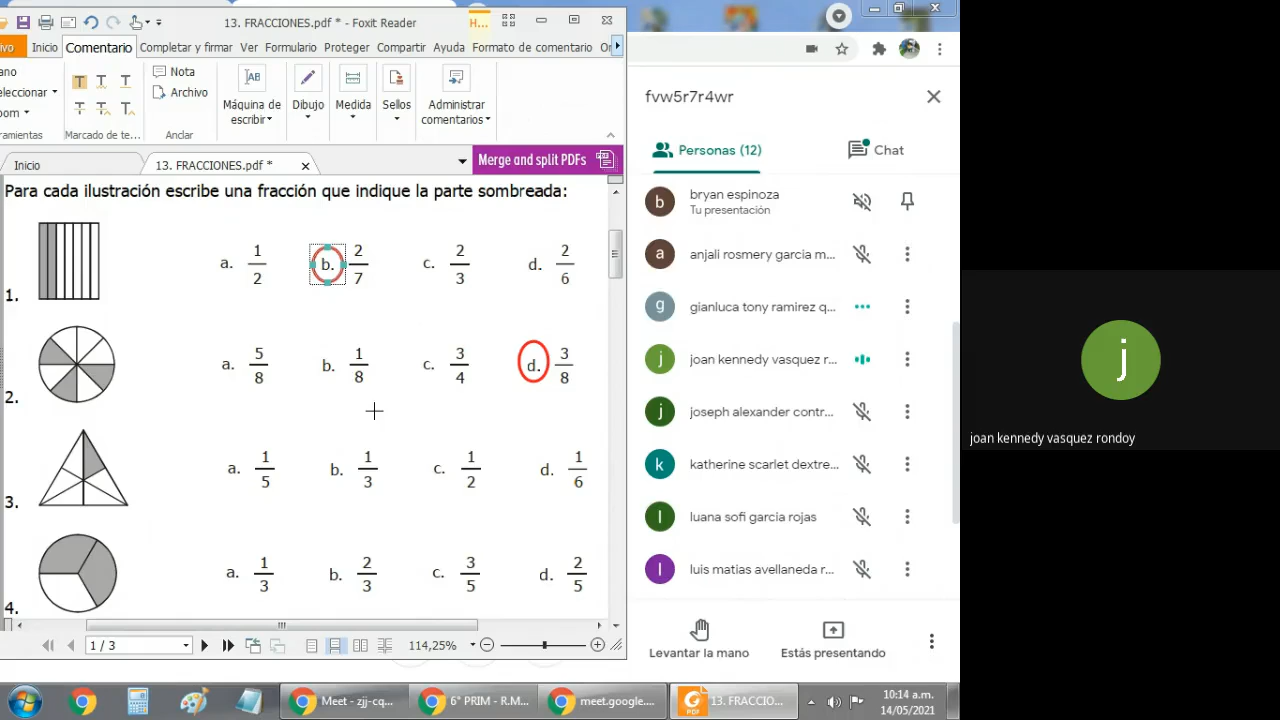 13. FRACCIONES.pdf * - Foxit Reader
H...
ivo Inicio Comentario Completar y firmar Ver Formulario Proteger Compartir Ayuda Formato de comentario Or
ano
eleccionar
oom
ramientas
T T T
T T T
Marcado de te...
Nota
Archivo
Andar
Máquina de escribir
Dibujo
Medida
Sellos
Administrar comentarios
Inicio
13. FRACCIONES.pdf * x
Merge and split PDFs
Para cada ilustración escribe una fracción que indique la parte sombreada:
1. a. 1/2 b. 2/7 c. 2/3 d. 2/6
2. a. 5/8 b. 1/8 c. 3/4 d. 3/8
3. a. 1/5 b. 1/3 c. 1/2 d. 1/6
4. a. 1/3 b. 2/3 c. 3/5 d. 2/5
1 / 3
114,25%
fvw5r7r4wr
Personas (12)
Chat
b bryan espinoza
Tu presentación
a anjali rosmery garcia m...
g gianluca tony ramirez q...
j joan kennedy vasquez r...
j joseph alexander contr...
k katherine scarlet dextre...
l luana sofi garcia rojas
l luis matias avellaneda r...
Levantar la mano
Estás presentando
j
joan kennedy vasquez rondoy
Meet - zjj-cq...
6° PRIM - R.M...
meet.google....
PDF
13. FRACCIO...
10:14 a.m.
14/05/2021